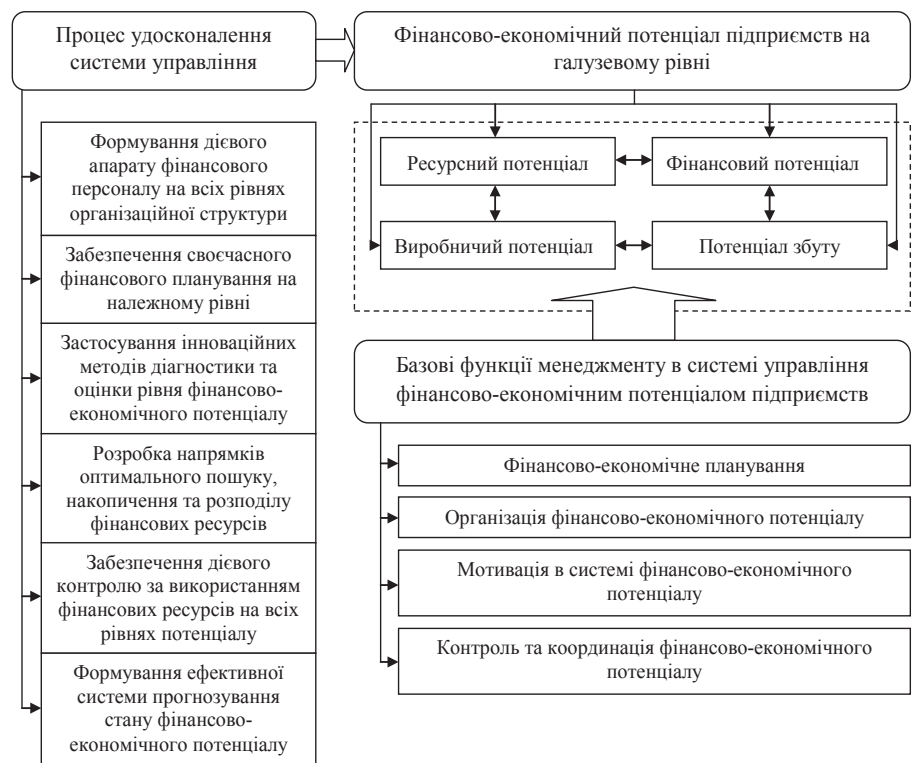 Процес удосконалення
системи управління
Фінансово-економічний потенціал підприємств на
галузевому рівні
Формування дієвого
апарату фінансового
персоналу на всіх рівнях
організаційної структури
Забезпечення своєчасного
фінансового планування на
належному рівні
Застосування інноваційних
методів діагностики та
оцінки рівня фінансово-
економічного потенціалу
Розробка напрямків
оптимального пошуку,
накопичення та розподілу
фінансових ресурсів
Забезпечення дієвого
контролю за використанням
фінансових ресурсів на всіх
рівнях потенціалу
Формування ефективної
системи прогнозування
стану фінансово-
економічного потенціалу
Ресурсний потенціал
Фінансовий потенціал
Виробничий потенціал
Потенціал збуту
Базові функції менеджменту в системі управління
фінансово-економічним потенціалом підприємств
Фінансово-економічне планування
Організація фінансово-економічного потенціалу
Мотивація в системі фінансово-економічного
потенціалу
Контроль та координація фінансово-економічного
потенціалу